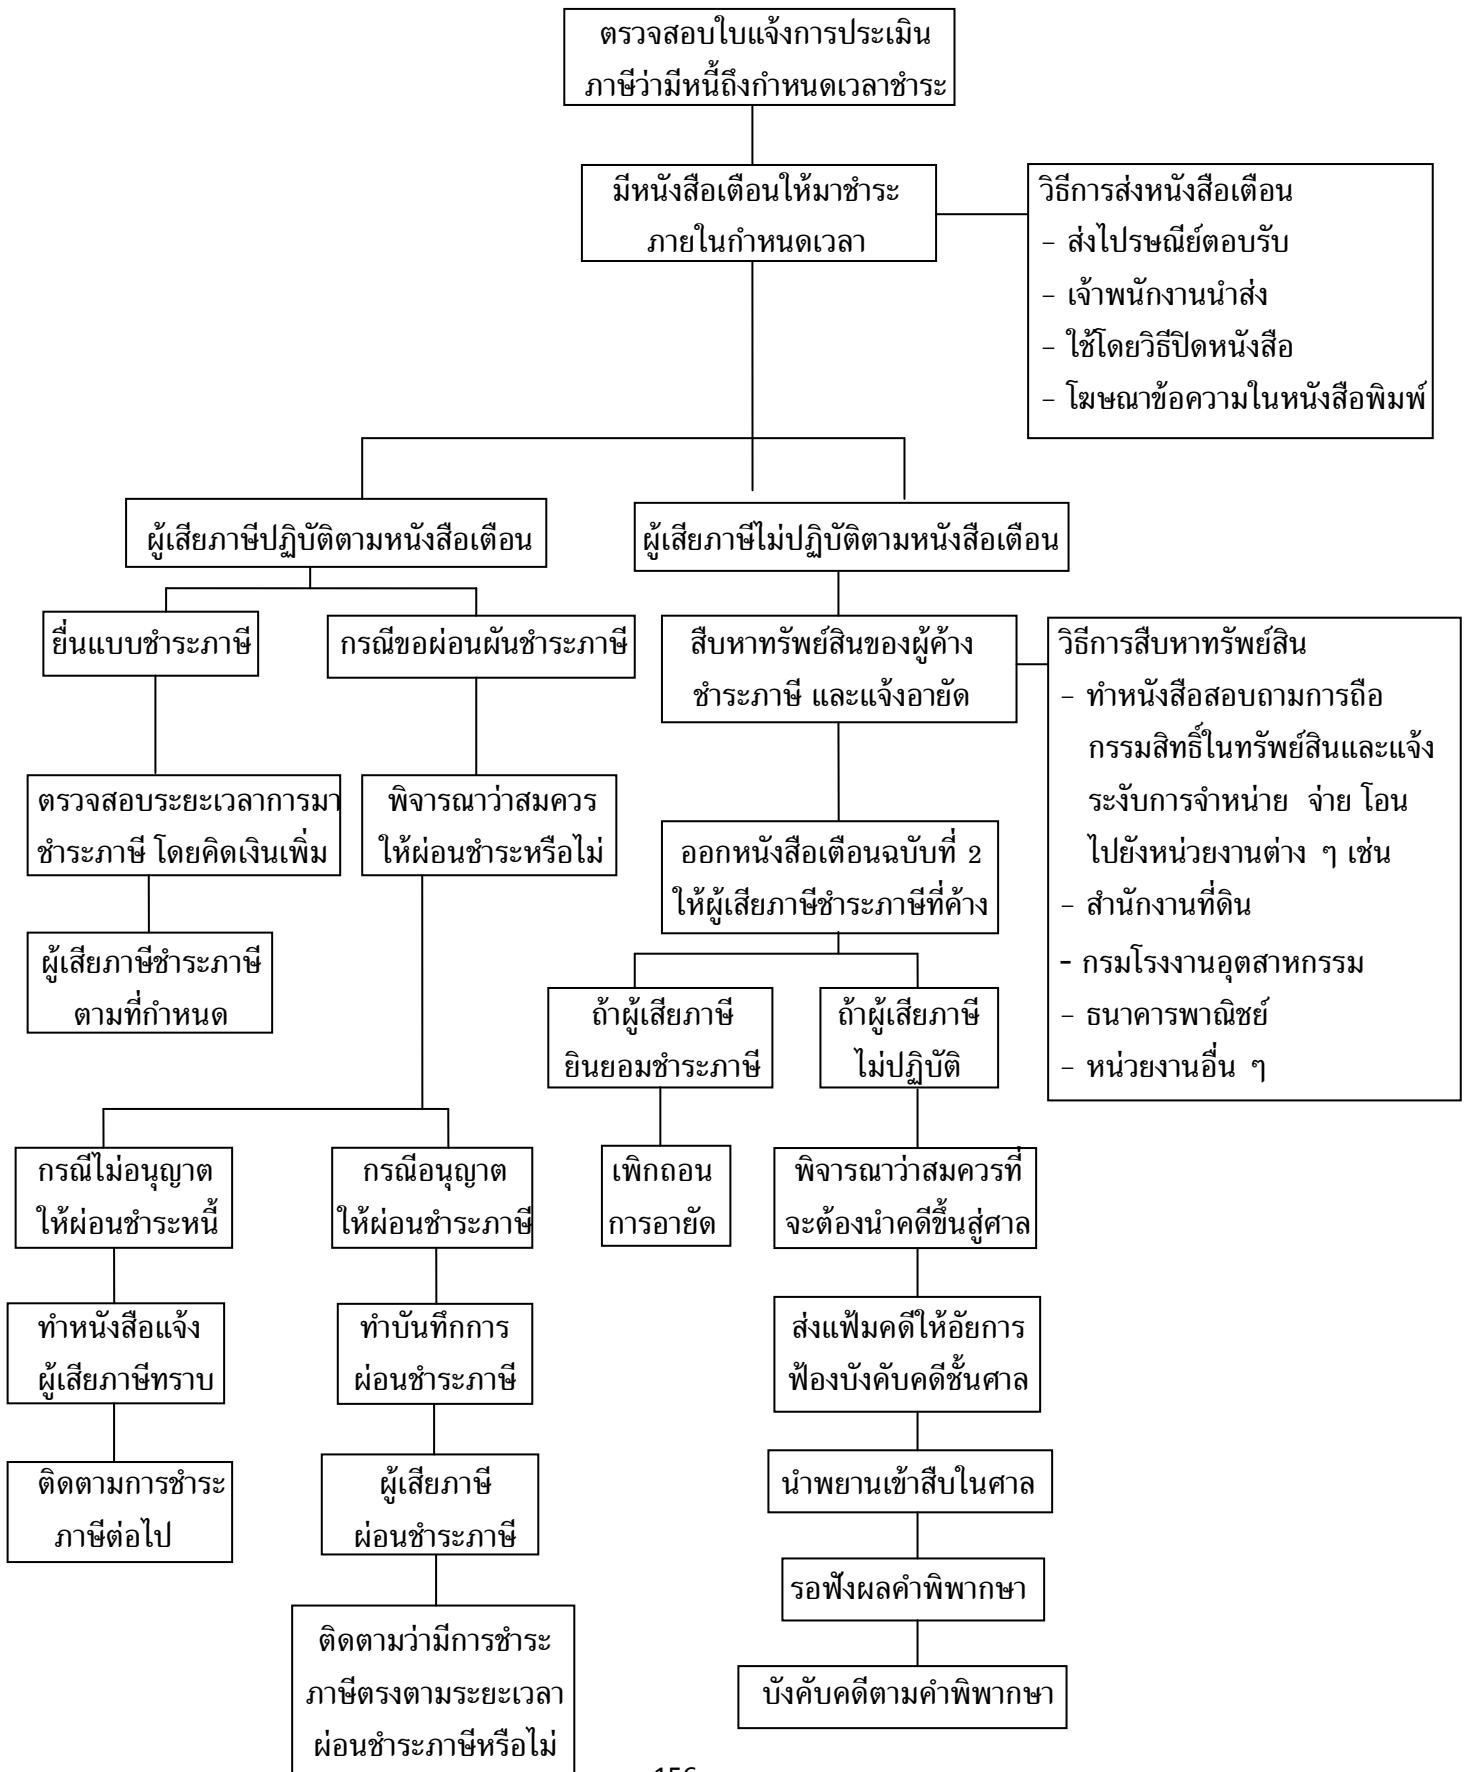 ตรวจสอบใบแจ้งการประเมิน
ภาษีว่ามีหนี้ถึงกำหนดเวลาชำระ
มีหนังสือเตือนให้มาชำระ
ภายในกำหนดเวลา
วิธีการส่งหนังสือเตือน
- ส่งไปรษณีย์ตอบรับ
- เจ้าพนักงานนำส่ง
- ใช้โดยวิธีปิดหนังสือ
- โฆษณาข้อความในหนังสือพิมพ์
ผู้เสียภาษีปฏิบัติตามหนังสือเตือน
ผู้เสียภาษีไม่ปฏิบัติตามหนังสือเตือน
ยื่นแบบชำระภาษี
กรณีขอผ่อนผันชำระภาษี
สืบหาทรัพย์สินของผู้ค้าง
ชำระภาษี และแจ้งอายัด
วิธีการสืบหาทรัพย์สิน
- ทำหนังสือสอบถามการถือ
กรรมสิทธิ์ในทรัพย์สินและแจ้ง
ระงับการจำหน่าย จ่าย โอน
ไปยังหน่วยงานต่าง ๆ เช่น
- สำนักงานที่ดิน
- กรมโรงงานอุตสาหกรรม
- ธนาคารพาณิชย์
- หน่วยงานอื่น ๆ
ตรวจสอบระยะเวลาการมา
ชำระภาษี โดยคิดเงินเพิ่ม
พิจารณาว่าสมควร
ให้ผ่อนชำระหรือไม่
ออกหนังสือเตือนฉบับที่ 2
ให้ผู้เสียภาษีชำระภาษีที่ค้าง
ผู้เสียภาษีชำระภาษี
ตามที่กำหนด
ถ้าผู้เสียภาษี
ยินยอมชำระภาษี
ถ้าผู้เสียภาษี
ไม่ปฏิบัติ
กรณีไม่อนุญาต
ให้ผ่อนชำระหนี้
กรณีอนุญาต
ให้ผ่อนชำระภาษี
เพิกถอน
การอายัด
พิจารณาว่าสมควรที่
จะต้องนำคดีขึ้นสู่ศาล
ทำหนังสือแจ้ง
ผู้เสียภาษีทราบ
ทำบันทึกการ
ผ่อนชำระภาษี
ส่งแฟ้มคดีให้อัยการ
ฟ้องบังคับคดีชั้นศาล
ติดตามการชำระ
ภาษีต่อไป
ผู้เสียภาษี
ผ่อนชำระภาษี
นำพยานเข้าสืบในศาล
รอฟังผลคำพิพากษา
ติดตามว่ามีการชำระ
ภาษีตรงตามระยะเวลา
ผ่อนชำระภาษีหรือไม่
บังคับคดีตามคำพิพากษา